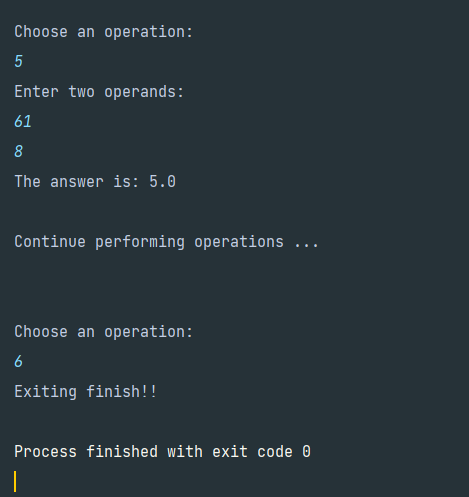 Choose an operation:
5
Enter two operands:
61
8
The answer is: 5.0
Continue performing operations ...
Choose an operation:
6
Exiting finish!!
Process finished with exit code 0